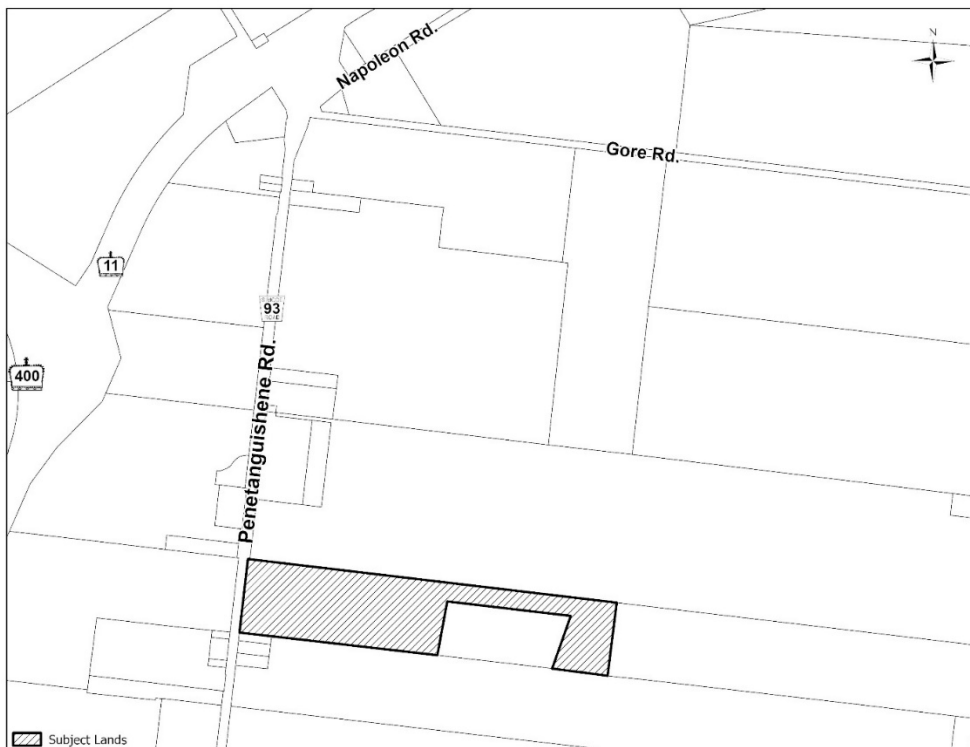 N
Napoleon Rd.
Gore Rd.
11
93
400
Penetanguishene Rd.
Subject Lands